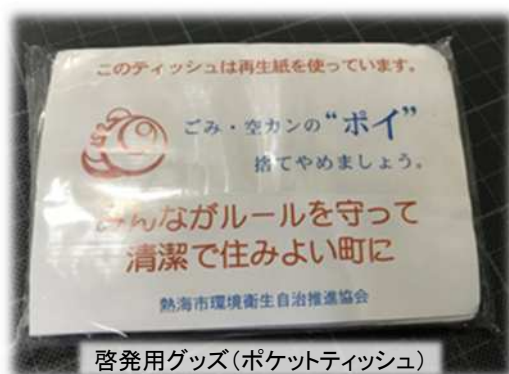 このティッシュは再生紙を使っています。
ごみ・空カンの“ポイ”
捨てやめましょう。
みんながルールを守って
清潔で住みよい町に
熱海市環境衛生自治推進協会
啓発用グッズ(ポケットティッシュ)